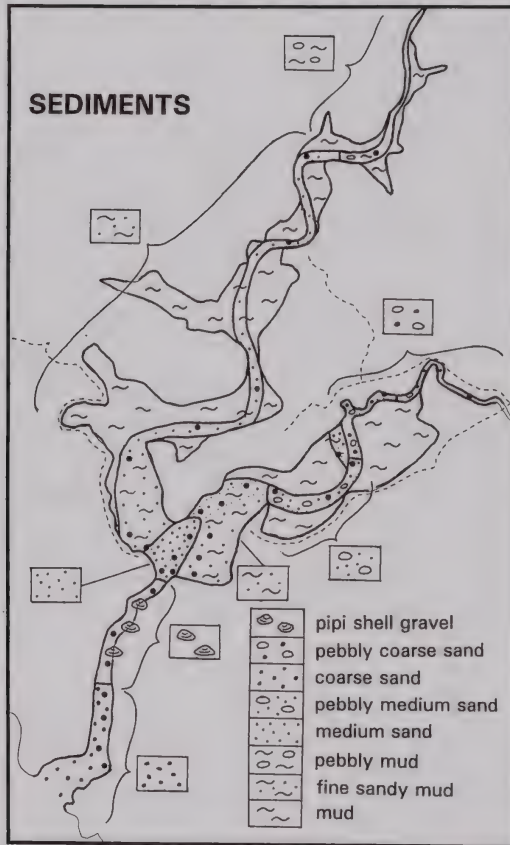 SEDIMENTS
pipi shell gravel
pebbly coarse sand
coarse sand
pebbly medium sand
medium sand
pebbly mud
fine sandy mud
mud